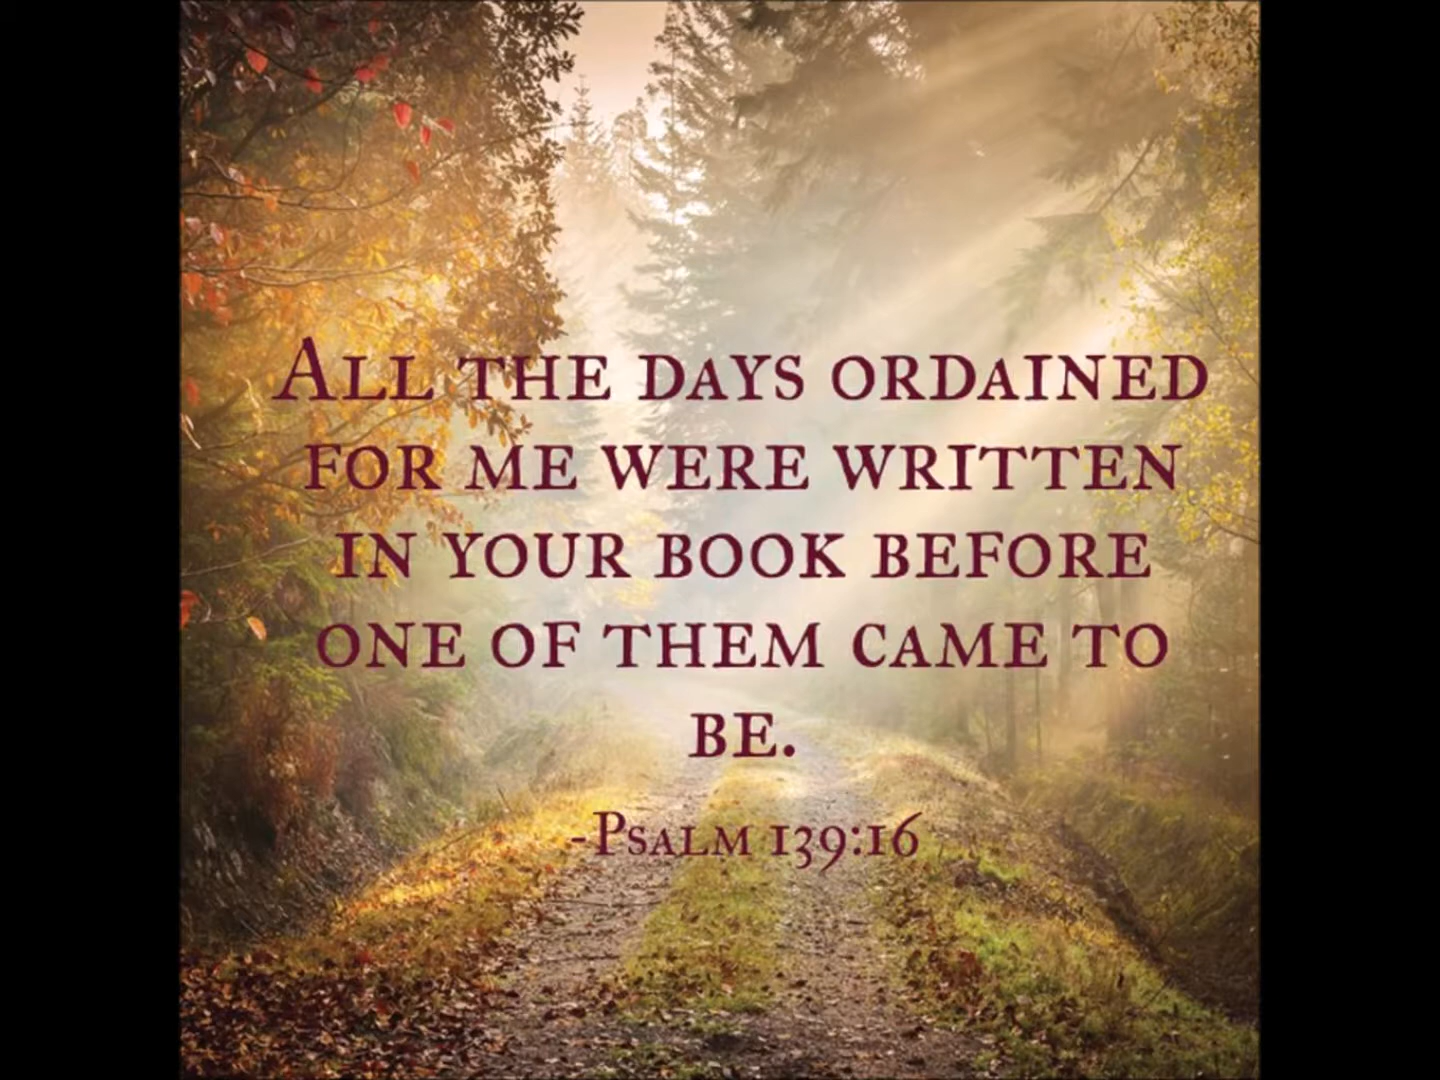 All the days ordained
for me were written
in your book before
one of them came to
be.
-Psalm 139:16